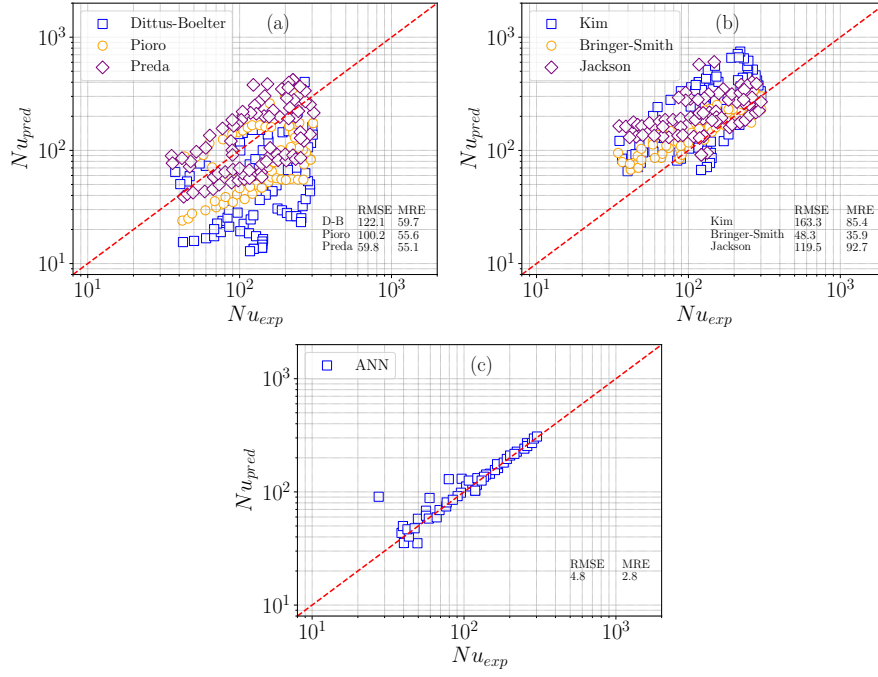 (a)
Dittus-Boelter
Pioro
Preda
10³
10²
10¹
Nu_pred
RMSE MRE
D-B 122.1 59.7
Pioro 100.2 55.6
Preda 59.8 55.1
10¹ 10² 10³
Nu_exp
(b)
Kim
Bringer-Smith
Jackson
10³
10²
10¹
Nu_pred
RMSE MRE
Kim 163.3 85.4
Bringer-Smith 48.3 35.9
Jackson 119.5 92.7
10¹ 10² 10³
Nu_exp
(c)
ANN
10³
10²
10¹
Nu_pred
RMSE MRE
4.8 2.8
10¹ 10² 10³
Nu_exp